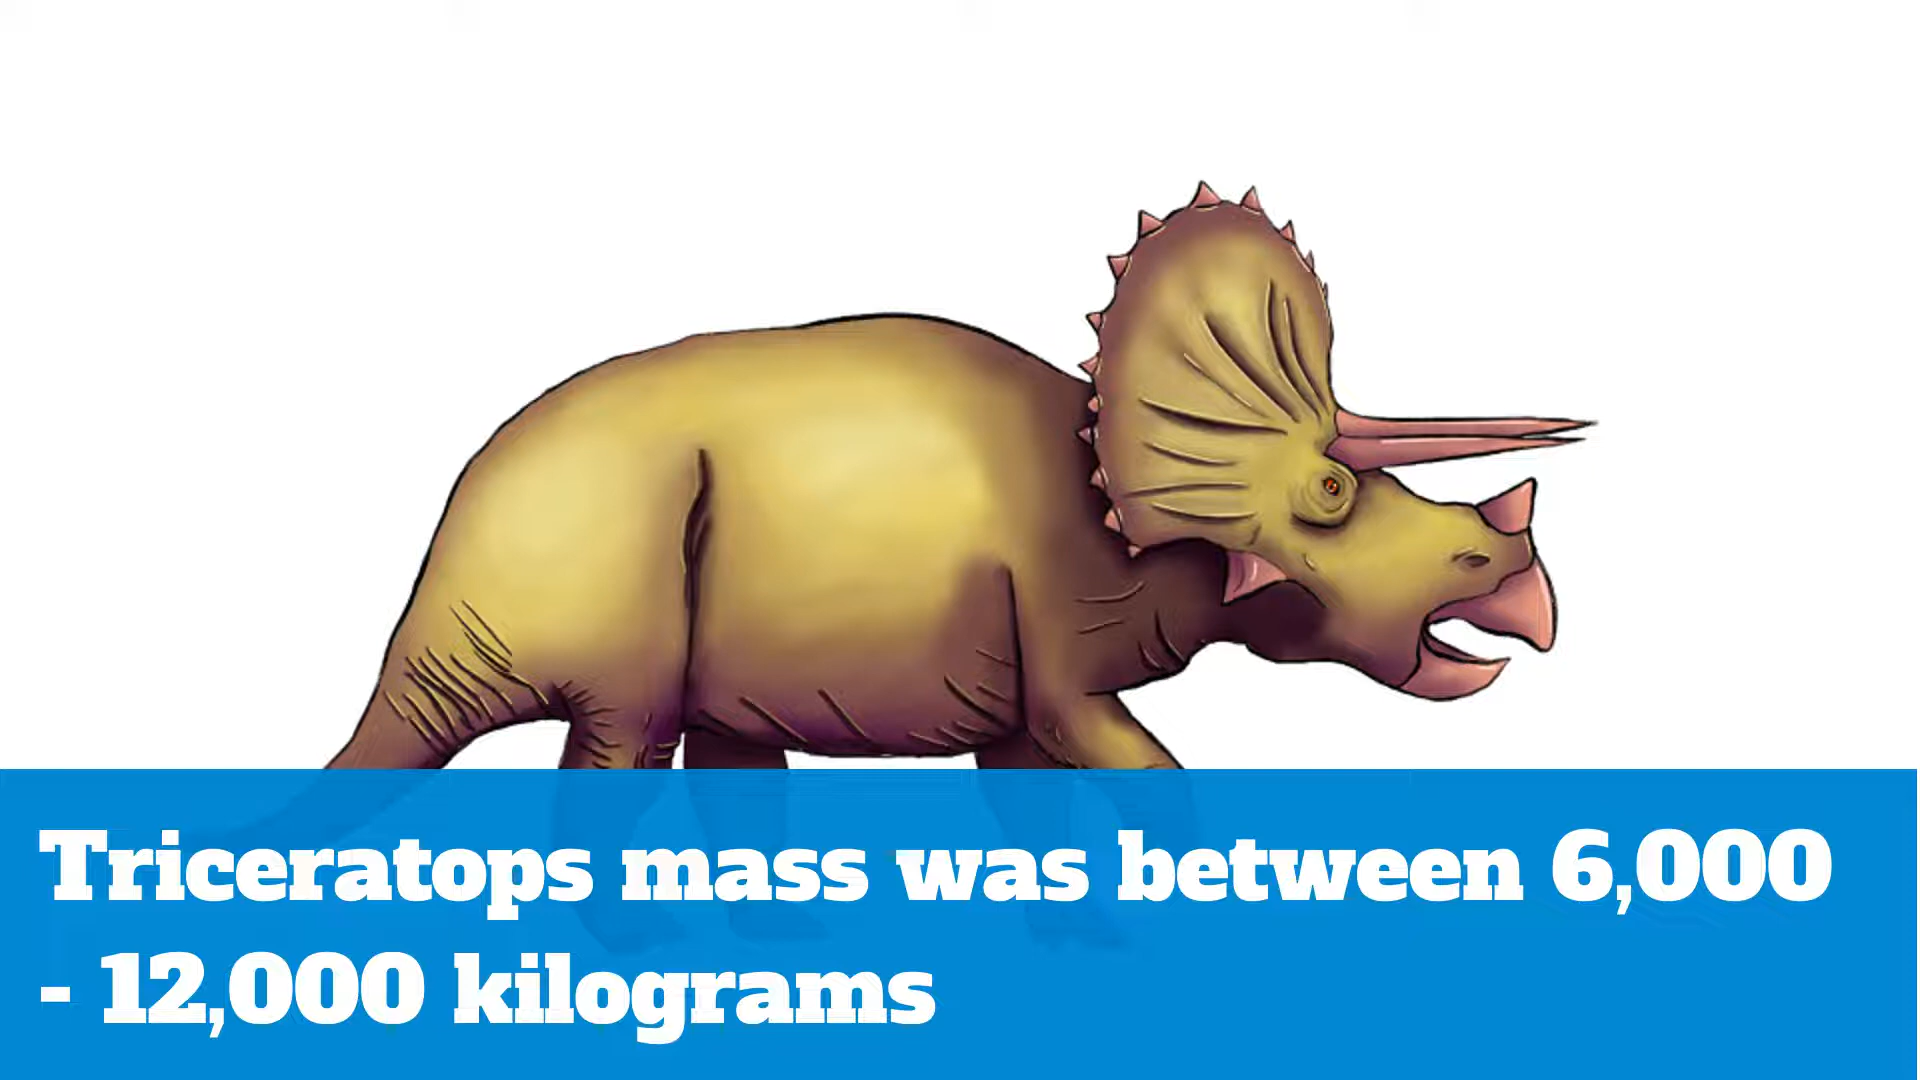 Triceratops mass was between 6,000
- 12,000 kilograms